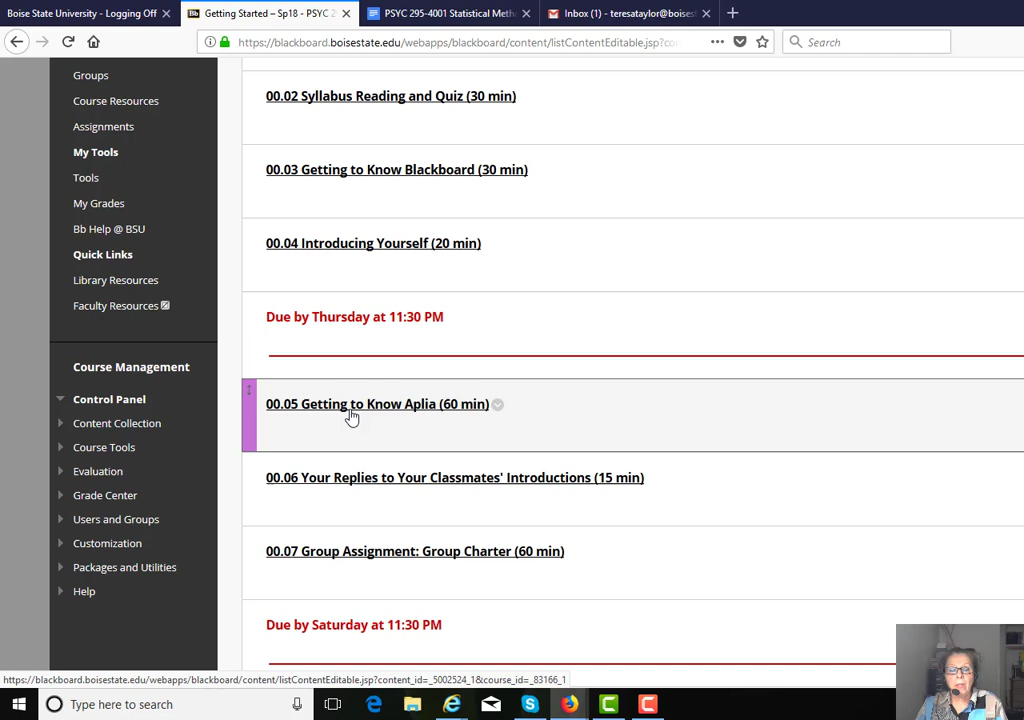 Boise State University - Logging Off
Getting Started – Sp18 - PSYC 2
PSYC 295-4001 Statistical Meth
Inbox (1) - teresataylor@boises
https://blackboard.boisestate.edu/webapps/blackboard/content/listContentEditable.jsp?co
Search
Groups
Course Resources
Assignments
My Tools
Tools
My Grades
Bb Help @ BSU
Quick Links
Library Resources
Faculty Resources
Course Management
Control Panel
Content Collection
Course Tools
Evaluation
Grade Center
Users and Groups
Customization
Packages and Utilities
Help
00.02 Syllabus Reading and Quiz (30 min)
00.03 Getting to Know Blackboard (30 min)
00.04 Introducing Yourself (20 min)
Due by Thursday at 11:30 PM
00.05 Getting to Know Aplia (60 min)
00.06 Your Replies to Your Classmates' Introductions (15 min)
00.07 Group Assignment: Group Charter (60 min)
Due by Saturday at 11:30 PM
https://blackboard.boisestate.edu/webapps/blackboard/content/listContentEditable.jsp?content_id=_5002524_1&course_id=_83166_1
Type here to search